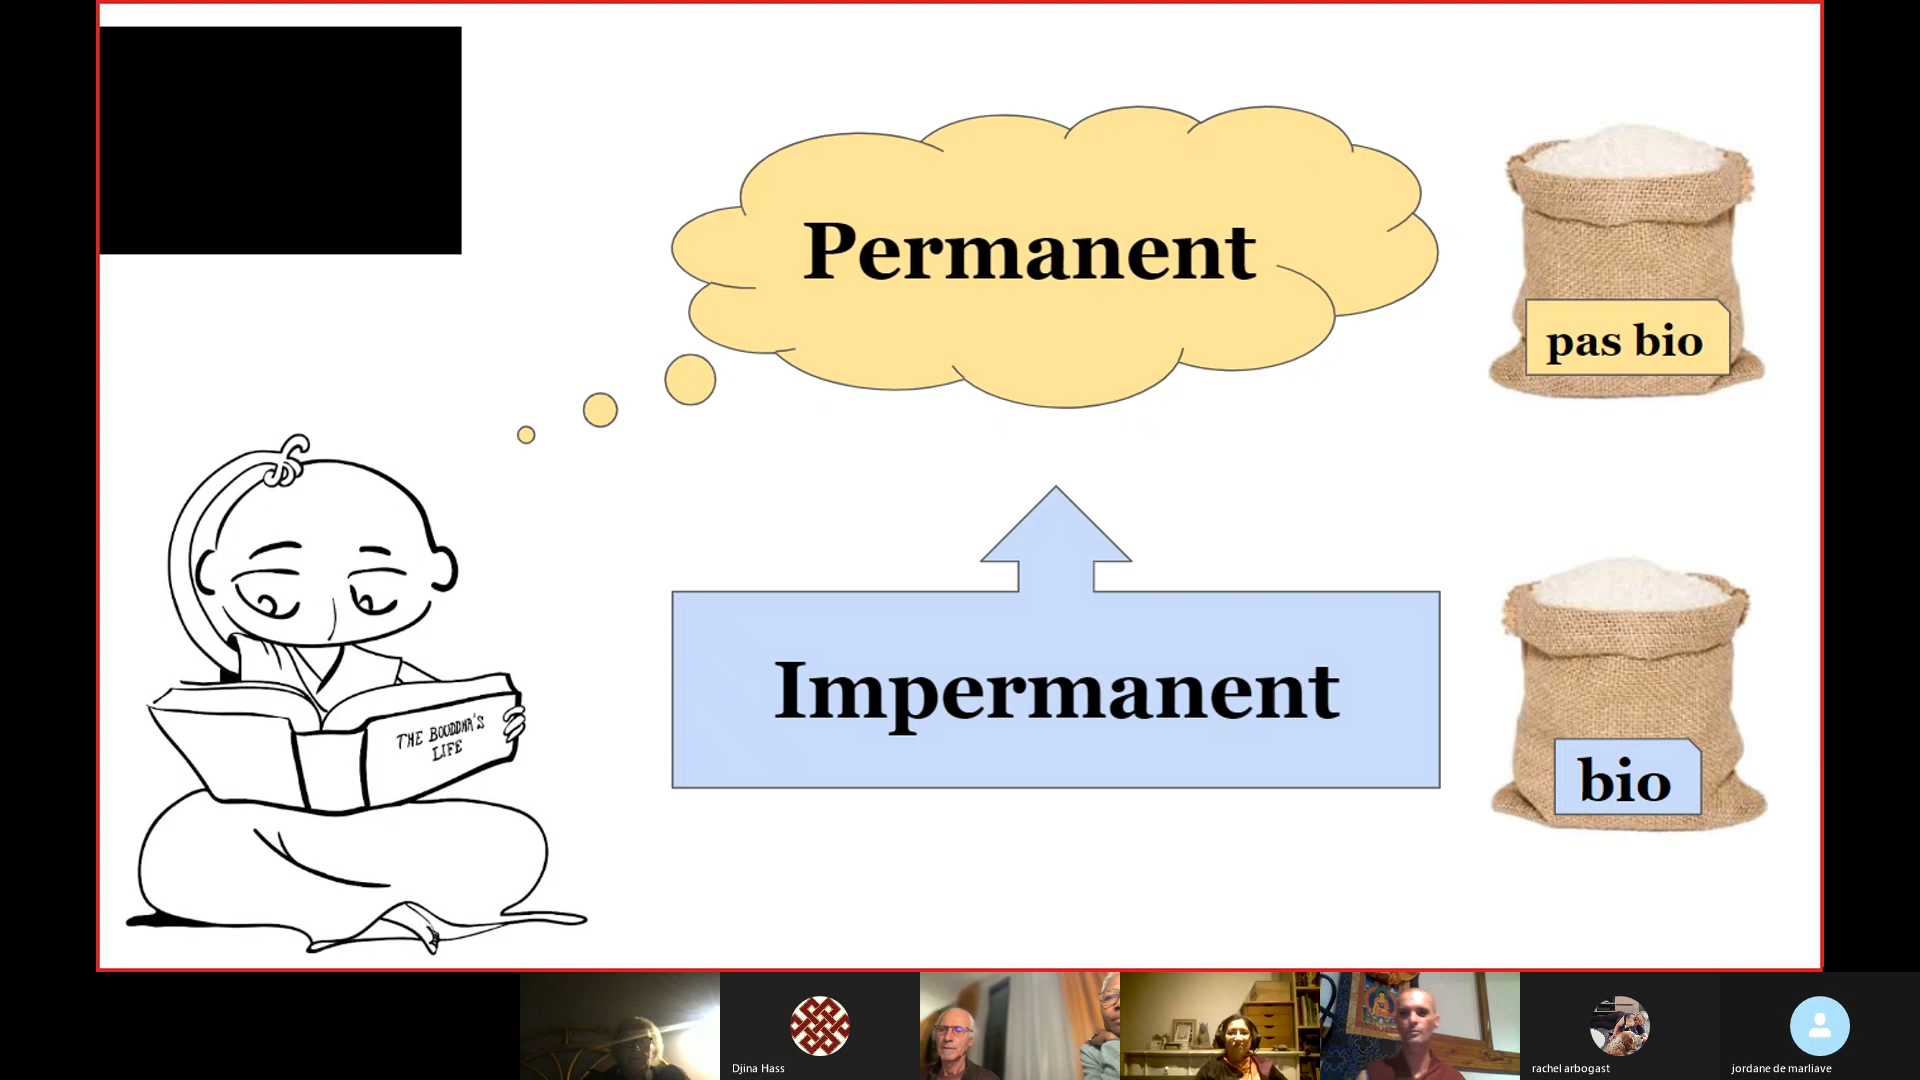 Permanent
pas bio
THE BOUDDHA'S
LIFE
Impermanent
bio
Djina Hass
rachel arbogast
jordane de marliave